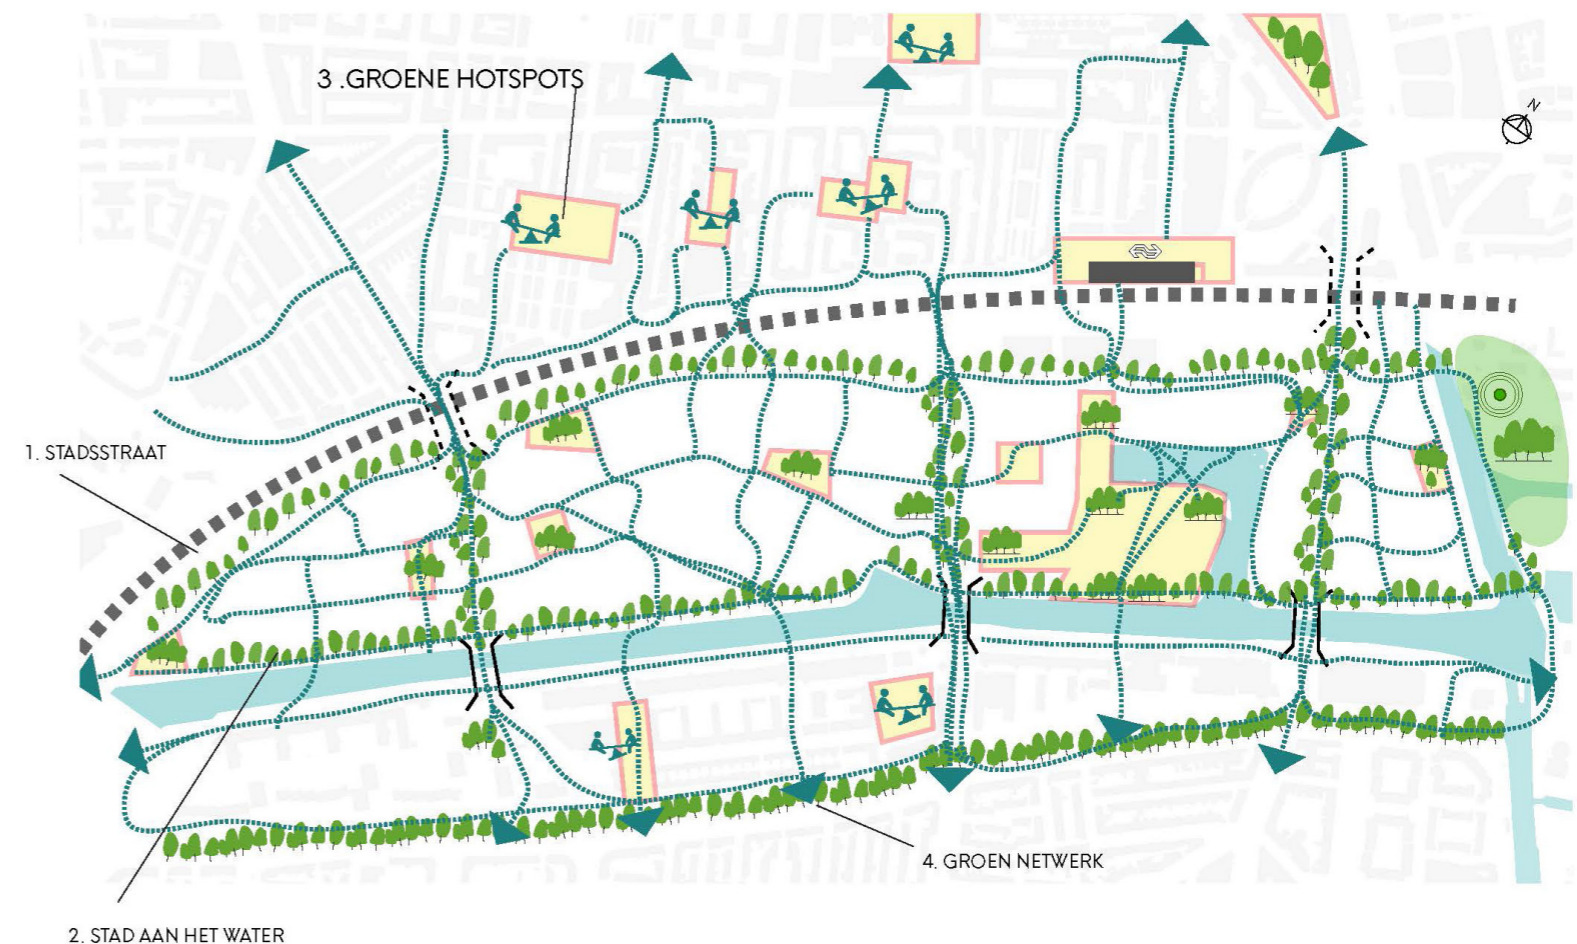 3 .GROENE HOTSPOTS
N
1. STADSSTRAAT
4. GROEN NETWERK
2. STAD AAN HET WATER